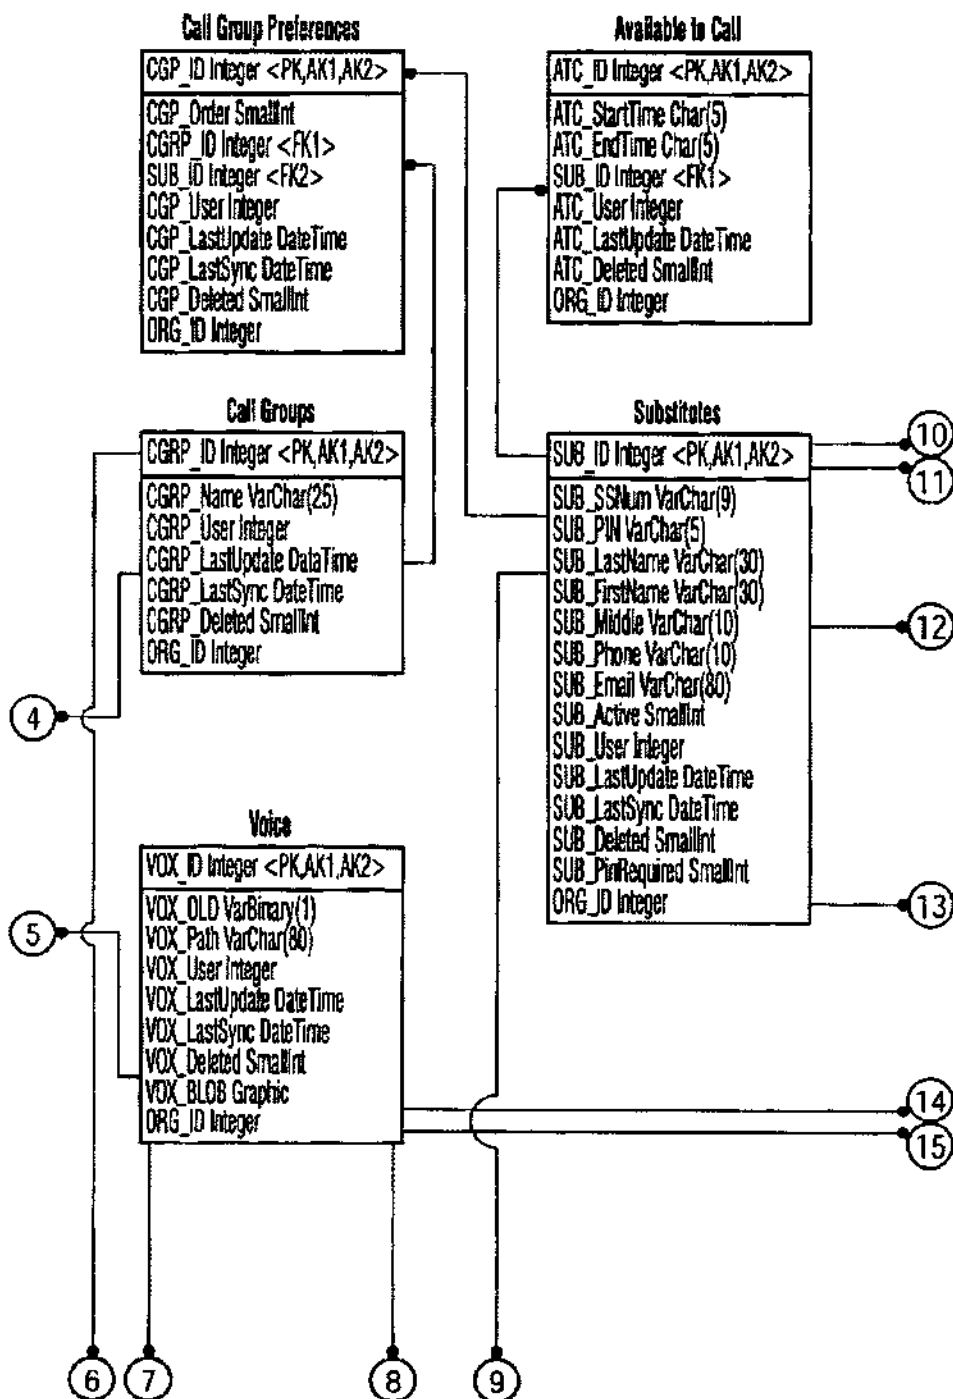 Call Group Preferences
CGP_ID Integer <PK,AK1,AK2>
CGP_Order SmallInt
CGRP_ID Integer <FK1>
SUB_ID Integer <FK2>
CGP_User Integer
CGP_LastUpdate DateTime
CGP_LastSync DateTime
CGP_Deleted SmallInt
ORG_ID Integer
Available to Call
ATC_ID Integer <PK,AK1,AK2>
ATC_StartTime Char(5)
ATC_EndTime Char(5)
SUB_ID Integer <FK1>
ATC_User Integer
ATC_LastUpdate DateTime
ATC_Deleted SmallInt
ORG_ID Integer
Call Groups
CGRP_ID Integer <PK,AK1,AK2>
CGRP_Name VarChar(25)
CGRP_User Integer
CGRP_LastUpdate DataTime
CGRP_LastSync DateTime
CGRP_Deleted SmallInt
ORG_ID Integer
Substitutes
SUB_ID Integer <PK,AK1,AK2>
SUB_SSNum VarChar(9)
SUB_PIN VarChar(5)
SUB_LastName VarChar(30)
SUB_FirstName VarChar(30)
SUB_Middle VarChar(10)
SUB_Phone VarChar(10)
SUB_Email VarChar(80)
SUB_Active SmallInt
SUB_User Integer
SUB_LastUpdate DateTime
SUB_LastSync DateTime
SUB_Deleted SmallInt
SUB_PinRequired SmallInt
ORG_ID Integer
10
11
12
13
4
Voice
VOX_ID Integer <PK,AK1,AK2>
VOX_OLD VarBinary(1)
VOX_Path VarChar(80)
VOX_User Integer
VOX_LastUpdate DateTime
VOX_LastSync DateTime
VOX_Deleted SmallInt
VOX_BLOB Graphic
ORG_ID Integer
5
14
15
6
7
8
9